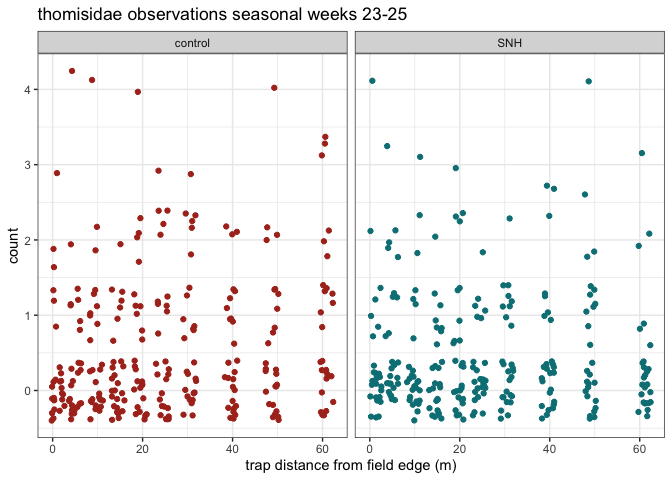 thomisidae observations seasonal weeks 23-25
control SNH
4
3
2
1
0
count
0 20 40 60 0 20 40 60
trap distance from field edge (m)